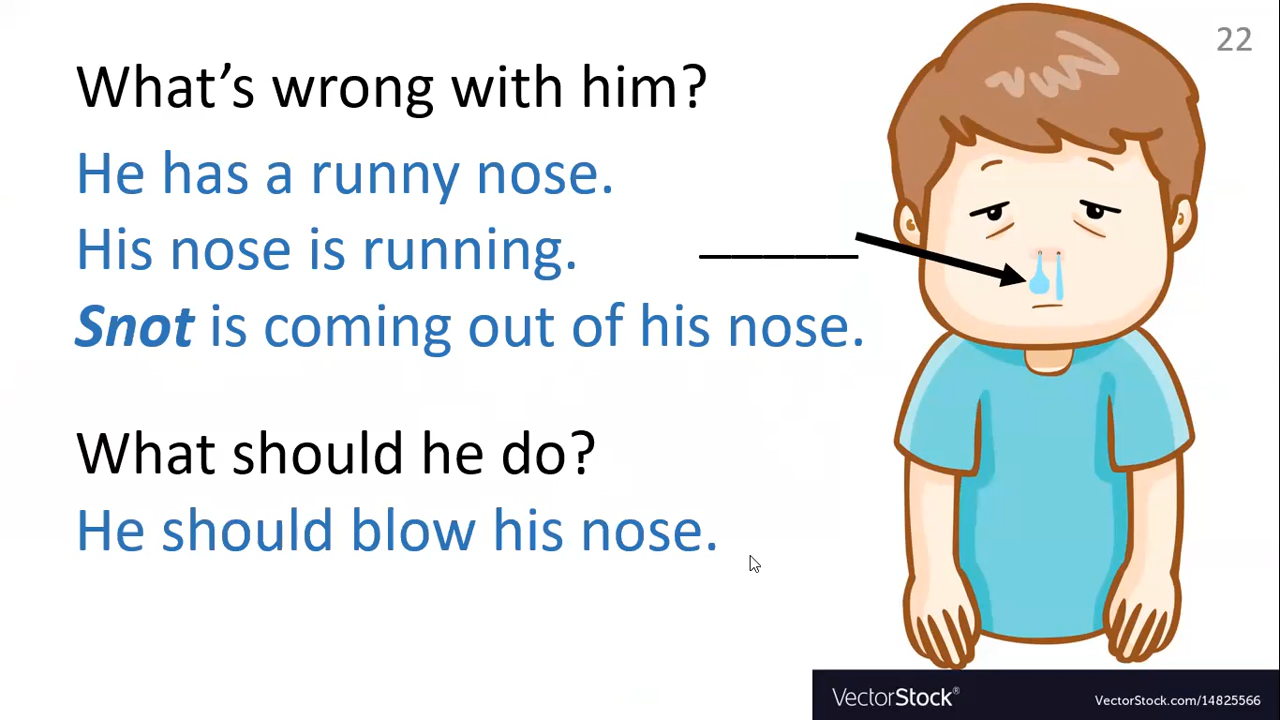 22
What’s wrong with him?
He has a runny nose.
His nose is running. ______
Snot is coming out of his nose.
What should he do?
He should blow his nose.
VectorStock®
VectorStock.com/14825566